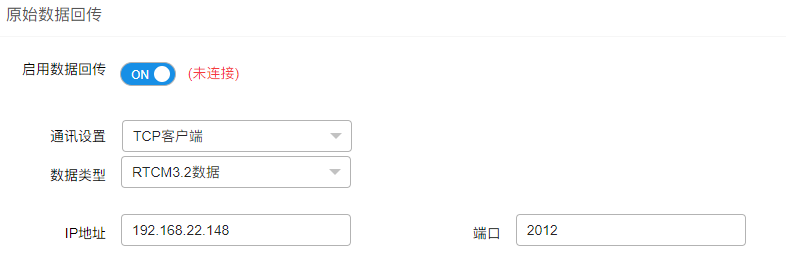 原始数据回传
启用数据回传 ON (未连接)
通讯设置 TCP客户端
数据类型 RTCM3.2数据
IP地址 192.168.22.148 端口 2012